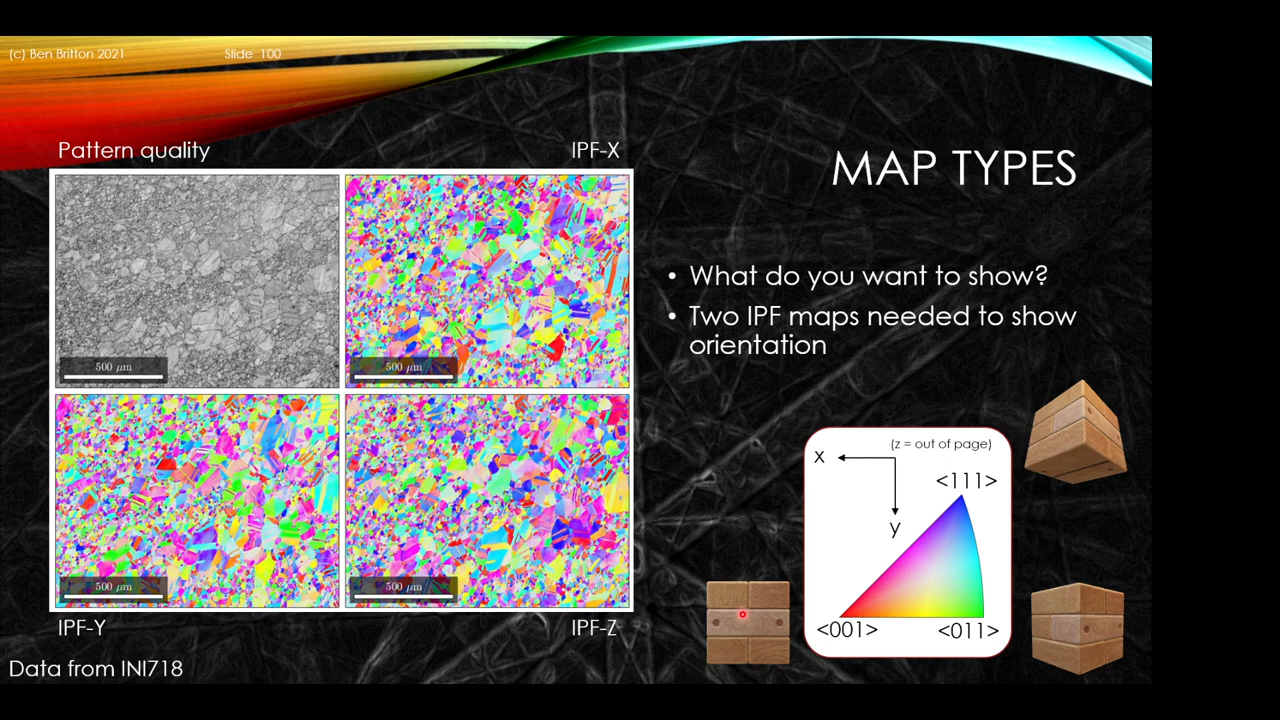 (c) Ben Britton 2021 Slide 100
Pattern quality IPF-X
MAP TYPES
500 μm 500 μm
500 μm 500 μm
IPF-Y IPF-Z
Data from INI718
• What do you want to show?
• Two IPF maps needed to show
orientation
(z = out of page)
x
y
<111>
<001> <011>